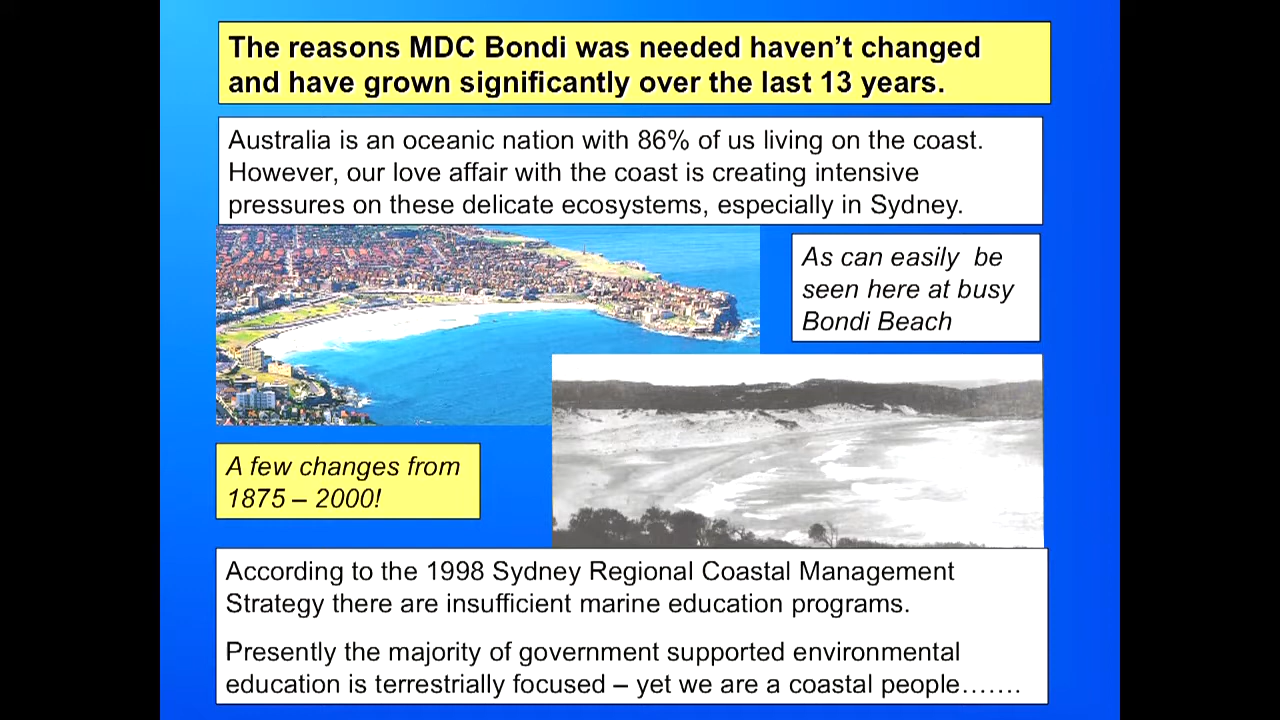 The reasons MDC Bondi was needed haven’t changed
and have grown significantly over the last 13 years.
Australia is an oceanic nation with 86% of us living on the coast.
However, our love affair with the coast is creating intensive
pressures on these delicate ecosystems, especially in Sydney.
As can easily  be
seen here at busy
Bondi Beach
A few changes from
1875 – 2000!
According to the 1998 Sydney Regional Coastal Management
Strategy there are insufficient marine education programs.
Presently the majority of government supported environmental
education is terrestrially focused – yet we are a coastal people…….